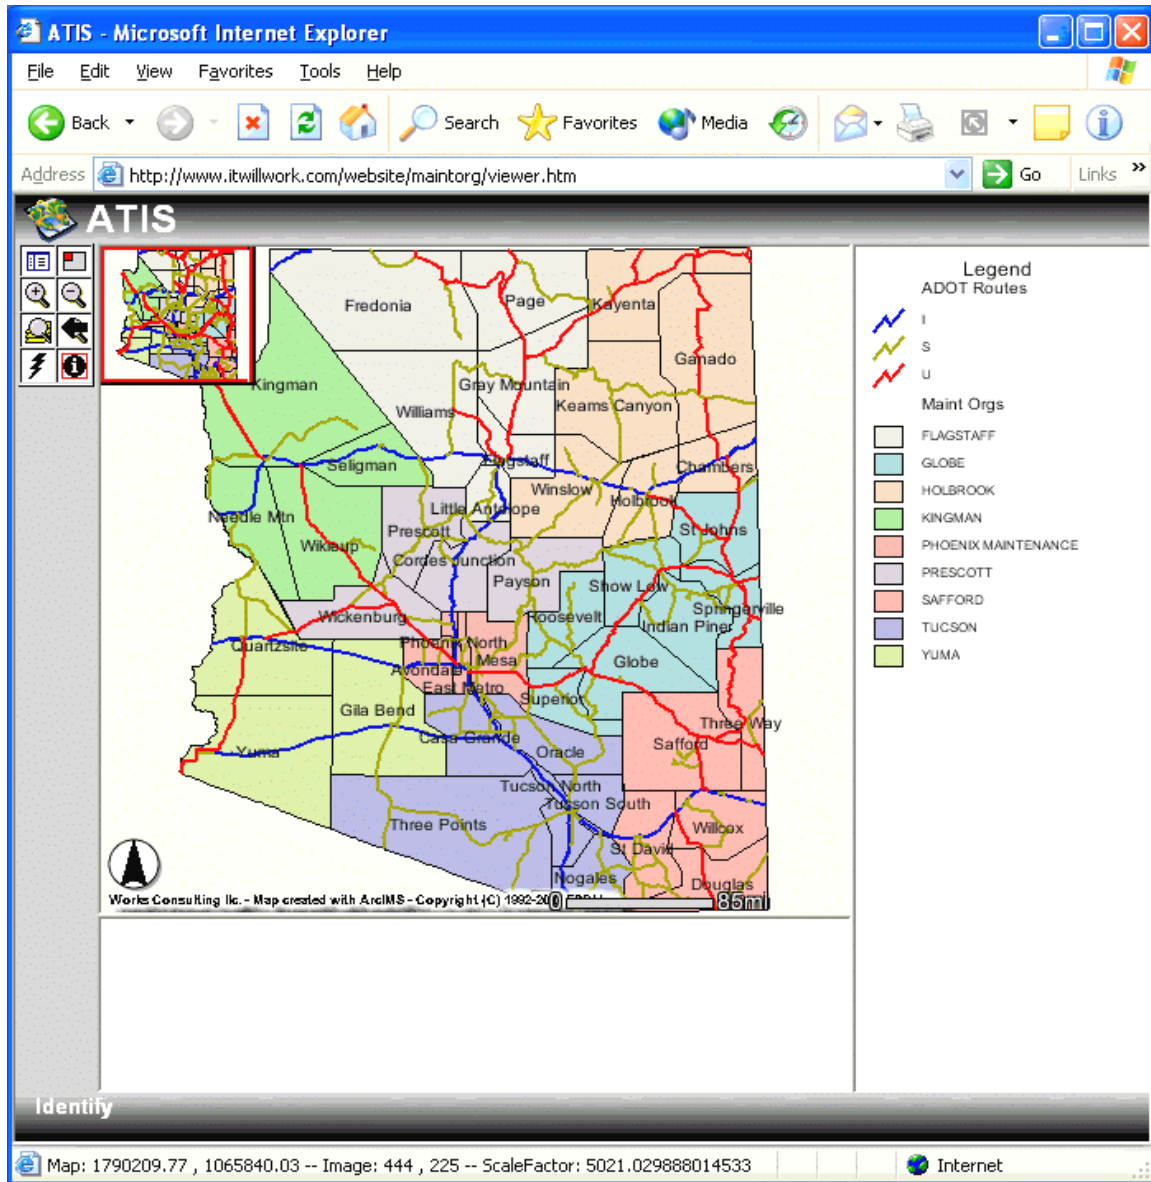 ATIS - Microsoft Internet Explorer
File Edit View Favorites Tools Help
Back Search Favorites Media
Address http://www.itwillwork.com/website/maintorg/viewer.htm Go Links »
ATIS
Legend
ADOT Routes
I
S
U
Maint Orgs
FLAGSTAFF
GLOBE
HOLBROOK
KINGMAN
PHOENIX MAINTENANCE
PRESCOTT
SAFFORD
TUCSON
YUMA
Fredonia
Page
Kayenta
Ganado
Kingman
Gray Mountain
Williams
Keams Canyon
Seligman
Flagstaff
Chambers
Winslow
Holbrook
Needle Mtn
Little Antelope
Prescott
St Johns
Wikieup
Cordes Junction
Payson
Show Low
Springerville
Wickenburg
Roosevelt
Indian Pine
Quartzsite
Phoenix North
Mesa
Globe
Avondale
East Metro
Superior
Gila Bend
Three Way
Casa Grande
Safford
Yuma
Oracle
Tucson North
Tucson South
Three Points
Willcox
St David
Nogales
Douglas
Works Consulting llc. - Map created with ArcIMS - Copyright (C) 1992-
0 85mi
Identify
Map: 1790209.77 , 1065840.03 -- Image: 444 , 225 -- ScaleFactor: 5021.029888014533 Internet